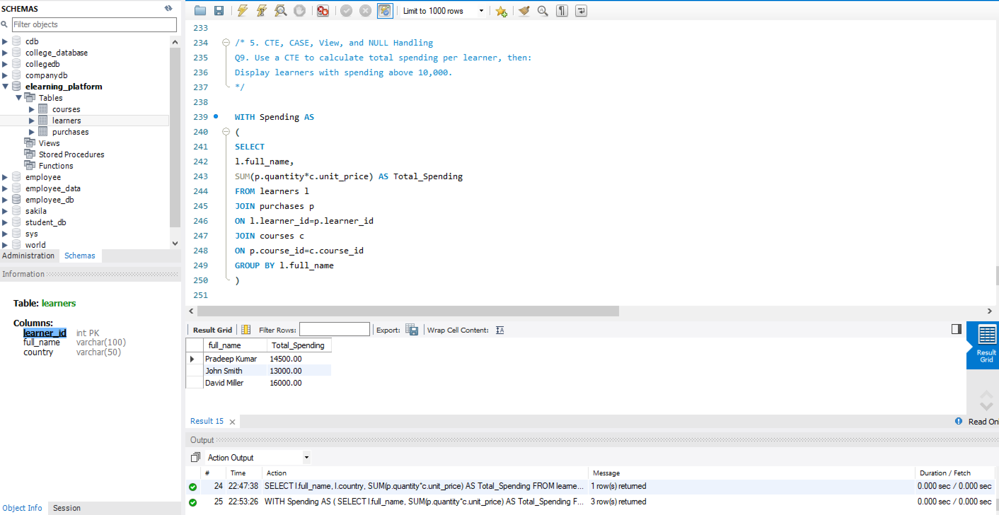 SCHEMAS
Filter objects
cdb
college_database
collegedb
companydb
elearning_platform
Tables
courses
learners
purchases
Views
Stored Procedures
Functions
employee
employee_data
employee_db
sakila
student_db
sys
world
Administration Schemas
Information
Table: learners
Columns:
learner_id int PK
full_name varchar(100)
country varchar(50)
Object Info Session
Limit to 1000 rows
233
234 /* 5. CTE, CASE, View, and NULL Handling
235 Q9. Use a CTE to calculate total spending per learner, then:
236 Display learners with spending above 10,000.
237 */
238
239 WITH Spending AS
240 (
241 SELECT
242 l.full_name,
243 SUM(p.quantity*c.unit_price) AS Total_Spending
244 FROM learners l
245 JOIN purchases p
246 ON l.learner_id=p.learner_id
247 JOIN courses c
248 ON p.course_id=c.course_id
249 GROUP BY l.full_name
250 )
251
Result Grid Filter Rows: Export: Wrap Cell Content:
full_name Total_Spending
Pradeep Kumar 14500.00
John Smith 13000.00
David Miller 16000.00
Result
Grid
Result 15 Read On
Output
Action Output
# Time Action Message Duration / Fetch
24 22:47:38 SELECT l.full_name, l.country, SUM(p.quantity*c.unit_price) AS Total_Spending FROM learne... 1 row(s) returned 0.000 sec / 0.000 sec
25 22:53:26 WITH Spending AS ( SELECT l.full_name, SUM(p.quantity*c.unit_price) AS Total_Spending F... 3 row(s) returned 0.000 sec / 0.000 sec